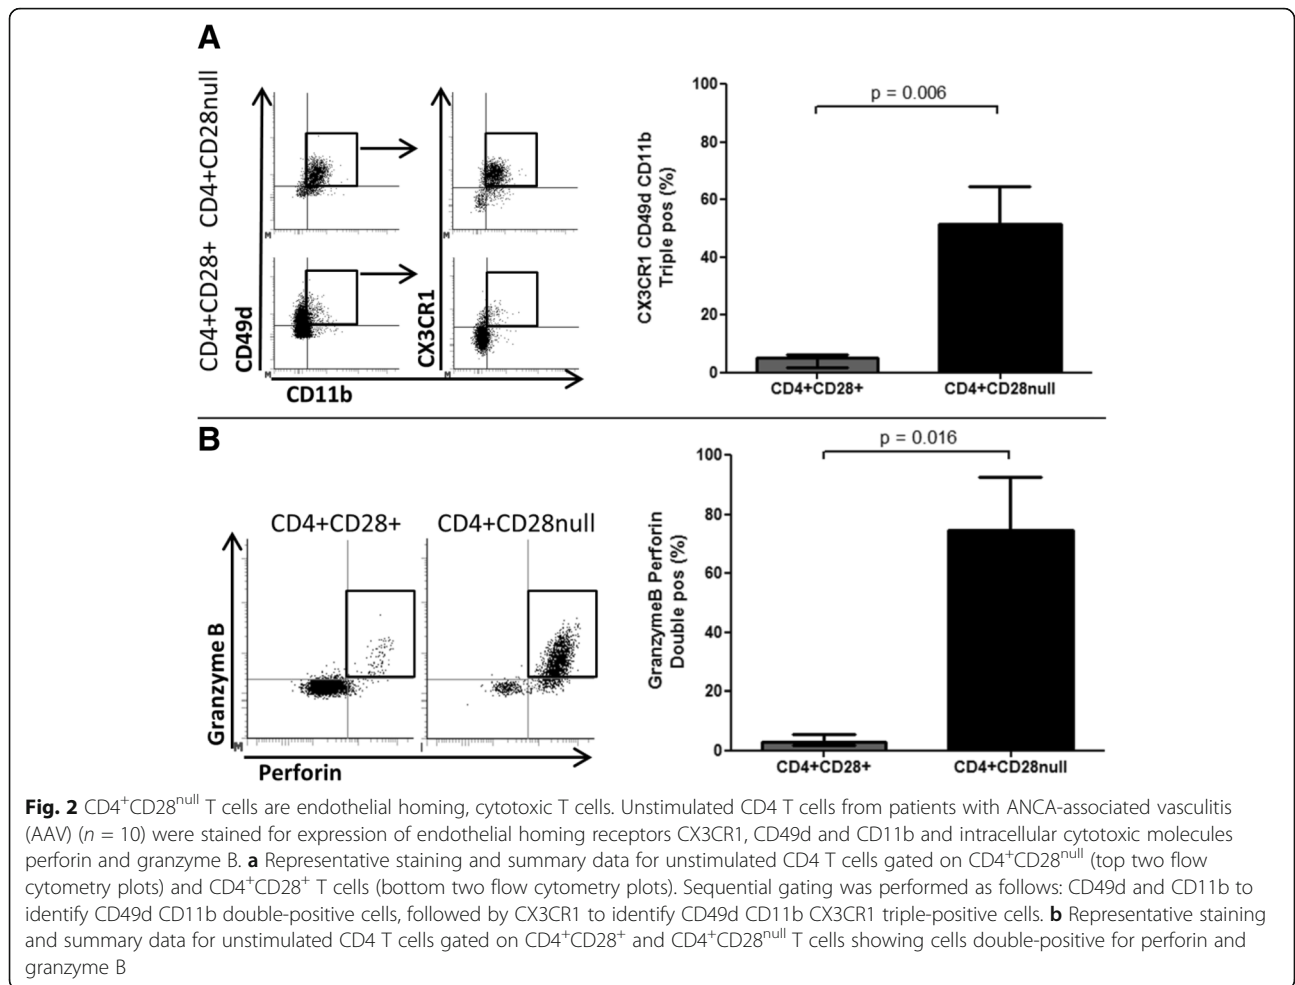 A
CD4+CD28+ CD4+CD28null
CD49d
CX3CR1
CD11b
M
M
M
M
CX3CR1 CD49d CD11b
Triple pos (%)
100
80
60
40
20
0
p = 0.006
CD4+CD28+ CD4+CD28null
B
CD4+CD28+ CD4+CD28null
Granzyme B
Perforin
M
GranzymeB Perforin
Double pos (%)
100
80
60
40
20
0
p = 0.016
CD4+CD28+ CD4+CD28null
Fig. 2 CD4⁺CD28ⁿᵘˡˡ T cells are endothelial homing, cytotoxic T cells. Unstimulated CD4 T cells from patients with ANCA-associated vasculitis
(AAV) (n = 10) were stained for expression of endothelial homing receptors CX3CR1, CD49d and CD11b and intracellular cytotoxic molecules
perforin and granzyme B. a Representative staining and summary data for unstimulated CD4 T cells gated on CD4⁺CD28ⁿᵘˡˡ (top two flow
cytometry plots) and CD4⁺CD28⁺ T cells (bottom two flow cytometry plots). Sequential gating was performed as follows: CD49d and CD11b to
identify CD49d CD11b double-positive cells, followed by CX3CR1 to identify CD49d CD11b CX3CR1 triple-positive cells. b Representative staining
and summary data for unstimulated CD4 T cells gated on CD4⁺CD28⁺ and CD4⁺CD28ⁿᵘˡˡ T cells showing cells double-positive for perforin and
granzyme B